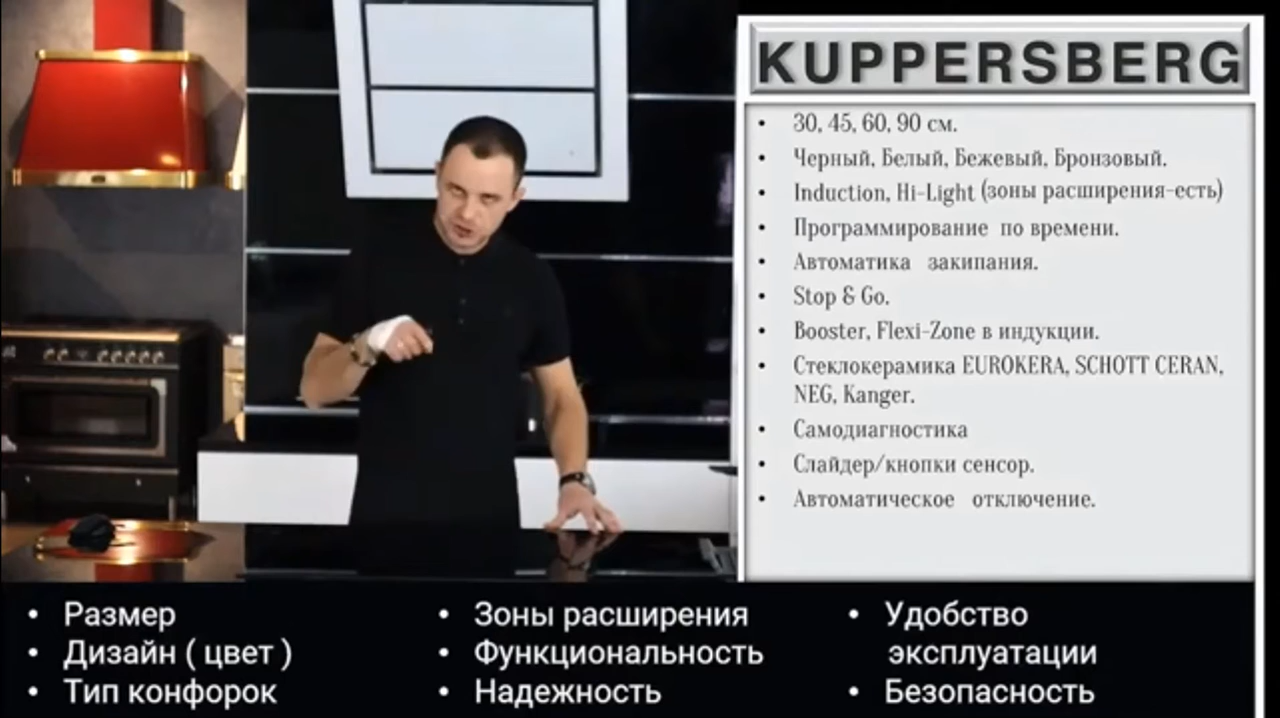 KUPPERSBERG
• 30, 45, 60, 90 см.
• Черный, Белый, Бежевый, Бронзовый.
• Induction, Hi-Light (зоны расширения-есть)
• Программирование по времени.
• Автоматика закипания.
• Stop & Go.
• Booster, Flexi-Zone в индукции.
• Стеклокерамика EUROKERA, SCHOTT CERAN,
NEG, Kanger.
• Самодиагностика
• Слайдер/кнопки сенсор.
• Автоматическое отключение.
• Размер
• Дизайн ( цвет )
• Тип конфорок
• Зоны расширения
• Функциональность
• Надежность
• Удобство
эксплуатации
• Безопасность